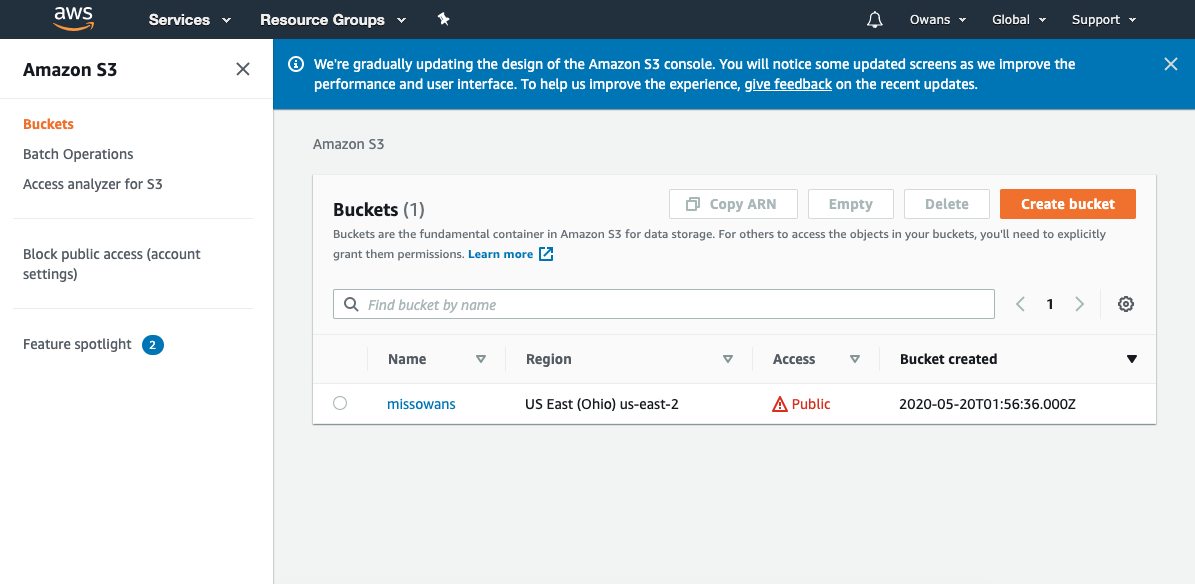 aws Services Resource Groups Owans Global Support
Amazon S3
Buckets
Batch Operations
Access analyzer for S3
Block public access (account
settings)
Feature spotlight 2
We're gradually updating the design of the Amazon S3 console. You will notice some updated screens as we improve the
performance and user interface. To help us improve the experience, give feedback on the recent updates.
Amazon S3
Buckets (1) Copy ARN Empty Delete Create bucket
Buckets are the fundamental container in Amazon S3 for data storage. For others to access the objects in your buckets, you'll need to explicitly
grant them permissions. Learn more
Find bucket by name 1
Name Region Access Bucket created
missowans US East (Ohio) us-east-2 Public 2020-05-20T01:56:36.000Z